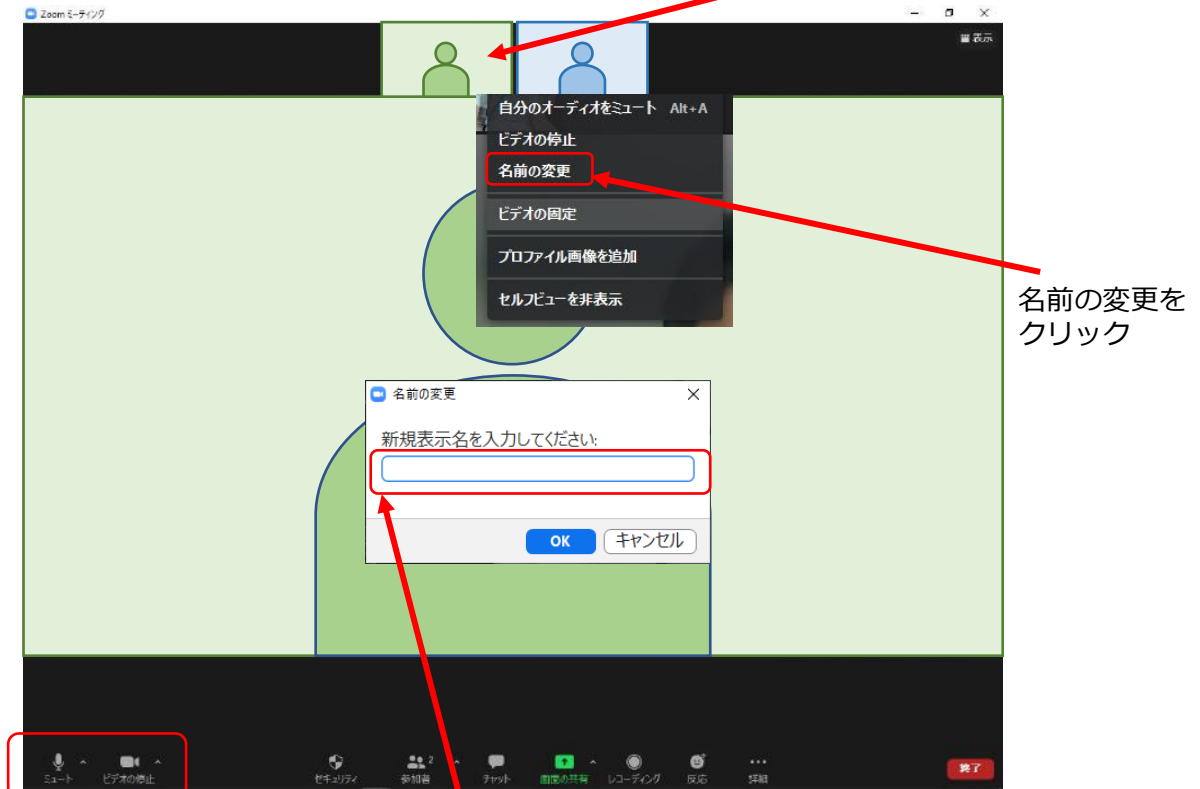 Zoom ミーティング
表示
自分のオーディオをミュート Alt+A
ビデオの停止
名前の変更
ビデオの固定
プロファイル画像を追加
セルフビューを非表示
名前の変更を
クリック
名前の変更
新規表示名を入力してください:
OK キャンセル
ミュート ビデオの停止 セキュリティ 参加者 2 チャット 画面の共有 レコーディング 反応 詳細 終了